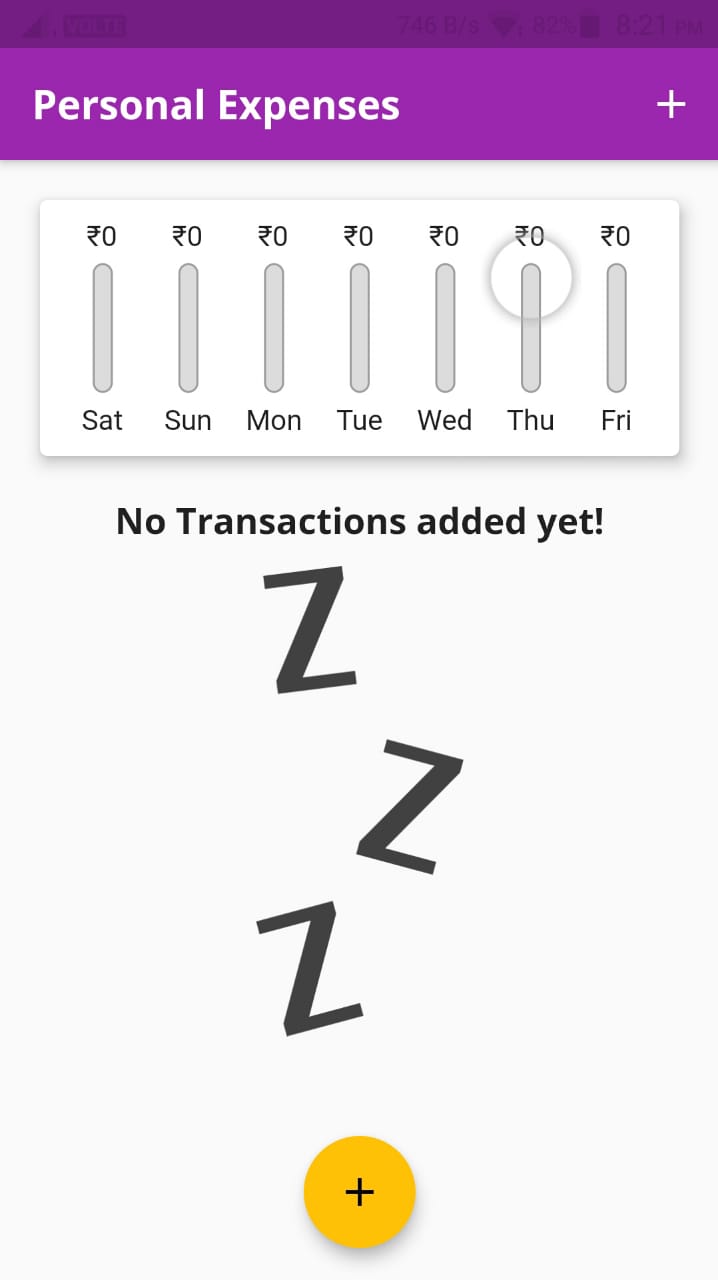 VOLTE 746 B/s 82% 8:21 PM
Personal Expenses +
₹0 ₹0 ₹0 ₹0 ₹0 ₹0 ₹0
Sat Sun Mon Tue Wed Thu Fri
No Transactions added yet!
Z
Z
Z
+